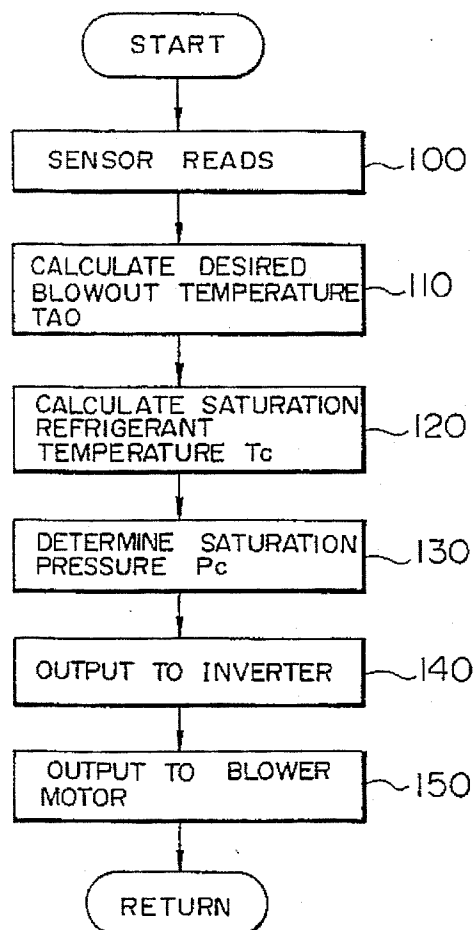 START
SENSOR READS
100
CALCULATE DESIRED
BLOWOUT TEMPERATURE
TAO
110
CALCULATE SATURATION
REFRIGERANT
TEMPERATURE Tc
120
DETERMINE SATURATION
PRESSURE Pc
130
OUTPUT TO INVERTER
140
OUTPUT TO BLOWER
MOTOR
150
RETURN